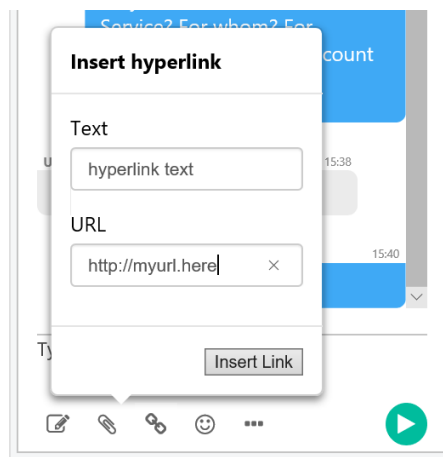 Service? For whom? For
count
Insert hyperlink
Text
hyperlink text
15:38
URL
http://myurl.here
15:40
Insert Link